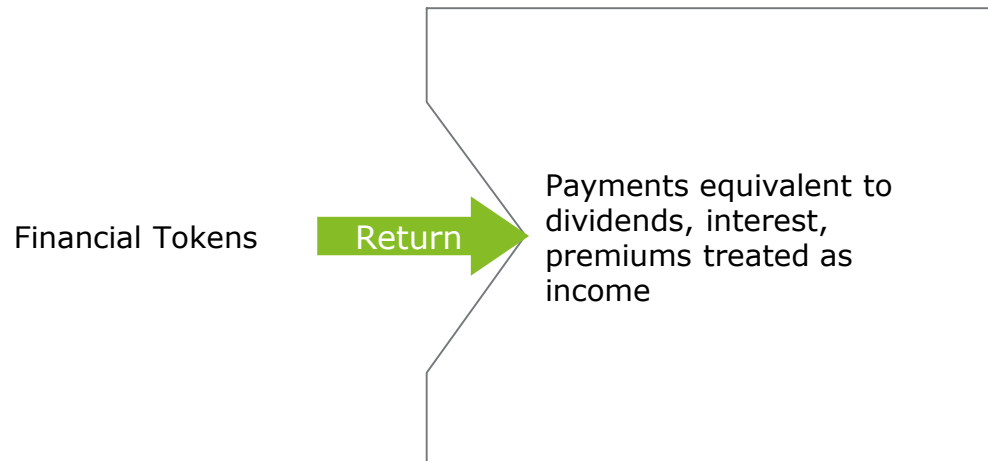 Financial Tokens
Return
Payments equivalent to
dividends, interest,
premiums treated as
income